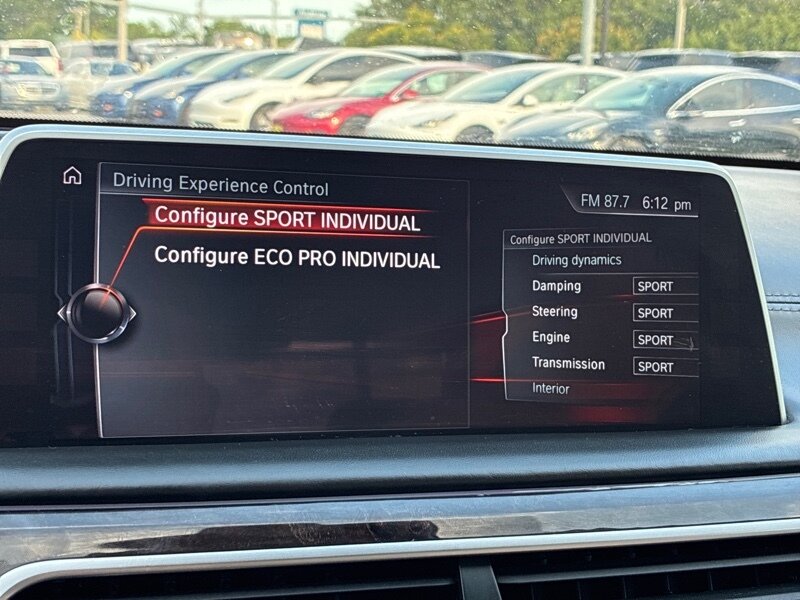 Driving Experience Control
FM 87.7 6:12 pm
Configure SPORT INDIVIDUAL
Configure ECO PRO INDIVIDUAL
Configure SPORT INDIVIDUAL
Driving dynamics
Damping SPORT
Steering SPORT
Engine SPORT
Transmission SPORT
Interior